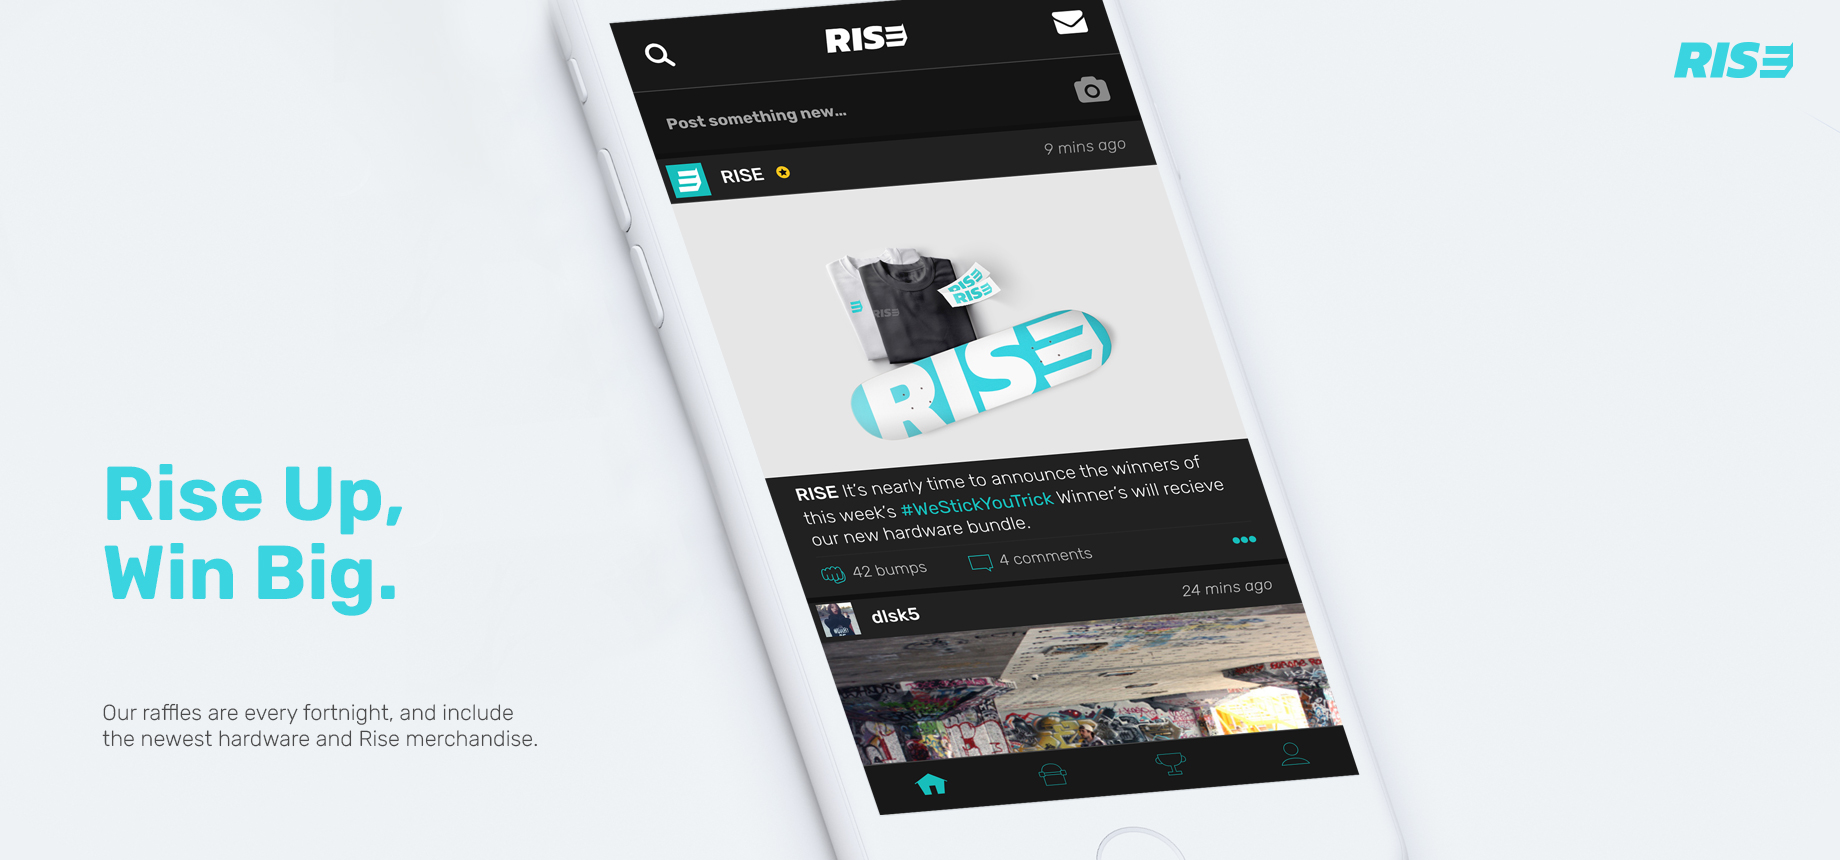 RISE
RISE
Post something new...
RISE
9 mins ago
RISE
RISE
RISE
RISE
RISE It's nearly time to announce the winners of
this week's #WeStickYouTrick Winner's will recieve
our new hardware bundle.
42 bumps
4 comments
dlsk5
24 mins ago
Rise Up,
Win Big.
Our raffles are every fortnight, and include
the newest hardware and Rise merchandise.